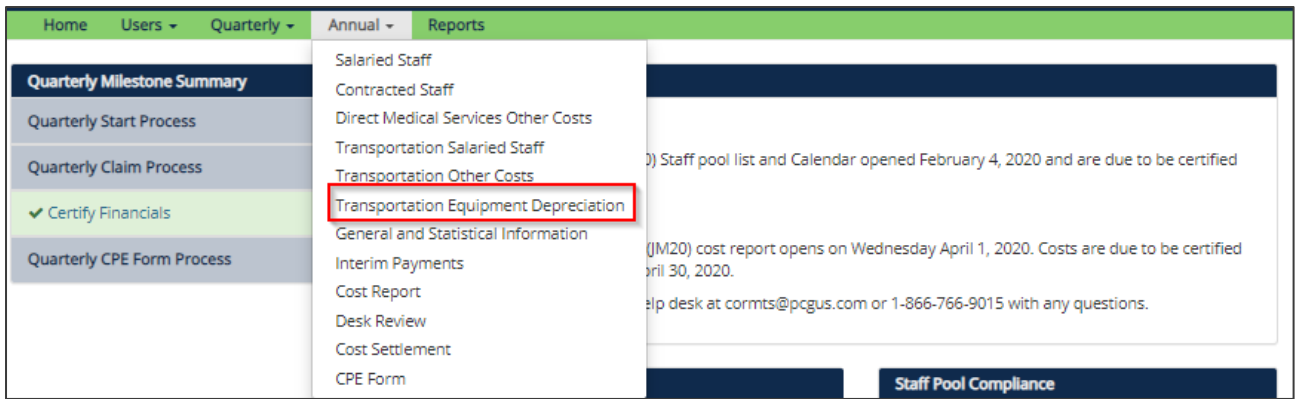 Home Users Quarterly Annual Reports
Quarterly Milestone Summary
Quarterly Start Process
Quarterly Claim Process
✔ Certify Financials
Quarterly CPE Form Process
Salaried Staff
Contracted Staff
Direct Medical Services Other Costs
Transportation Salaried Staff
Transportation Other Costs
Transportation Equipment Depreciation
General and Statistical Information
Interim Payments
Cost Report
Desk Review
Cost Settlement
CPE Form
) Staff pool list and Calendar opened February 4, 2020 and are due to be certified
(JM20) cost report opens on Wednesday April 1, 2020. Costs are due to be certified
30, 2020.
desk at cormts@pcgus.com or 1-866-766-9015 with any questions.
Staff Pool Compliance